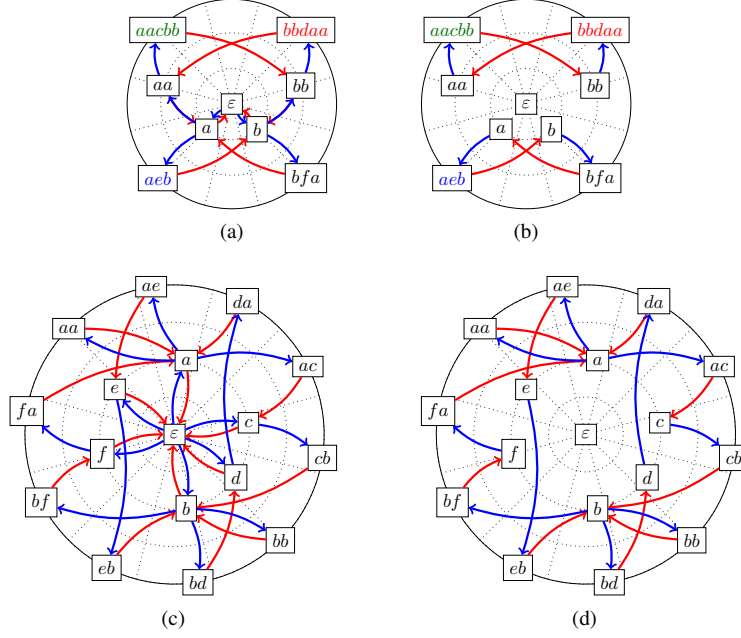 aacbb bbdaa aacbb bbdaa
aa bb aa bb
ε ε
a b a b
aeb bfa aeb bfa
(a) (b)
ae da ae da
aa aa
a ac a ac
e e
fa c fa c
ε cb ε cb
f f
d d
bf b bf b
bb bb
eb bd eb bd
(c) (d)